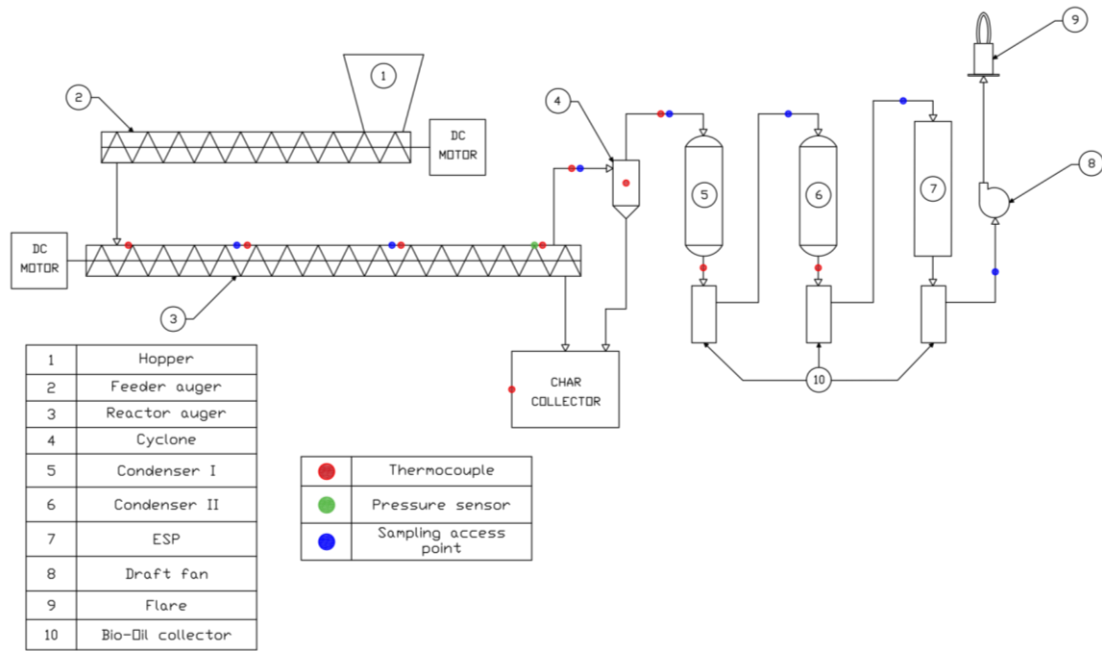 9
1
4
2
DC
MOTOR
8
5
6
7
DC
MOTOR
3
10
CHAR
COLLECTOR
1 Hopper
2 Feeder auger
3 Reactor auger
4 Cyclone
5 Condenser I
6 Condenser II
7 ESP
8 Draft fan
9 Flare
10 Bio-Oil collector
Thermocouple
Pressure sensor
Sampling access
point